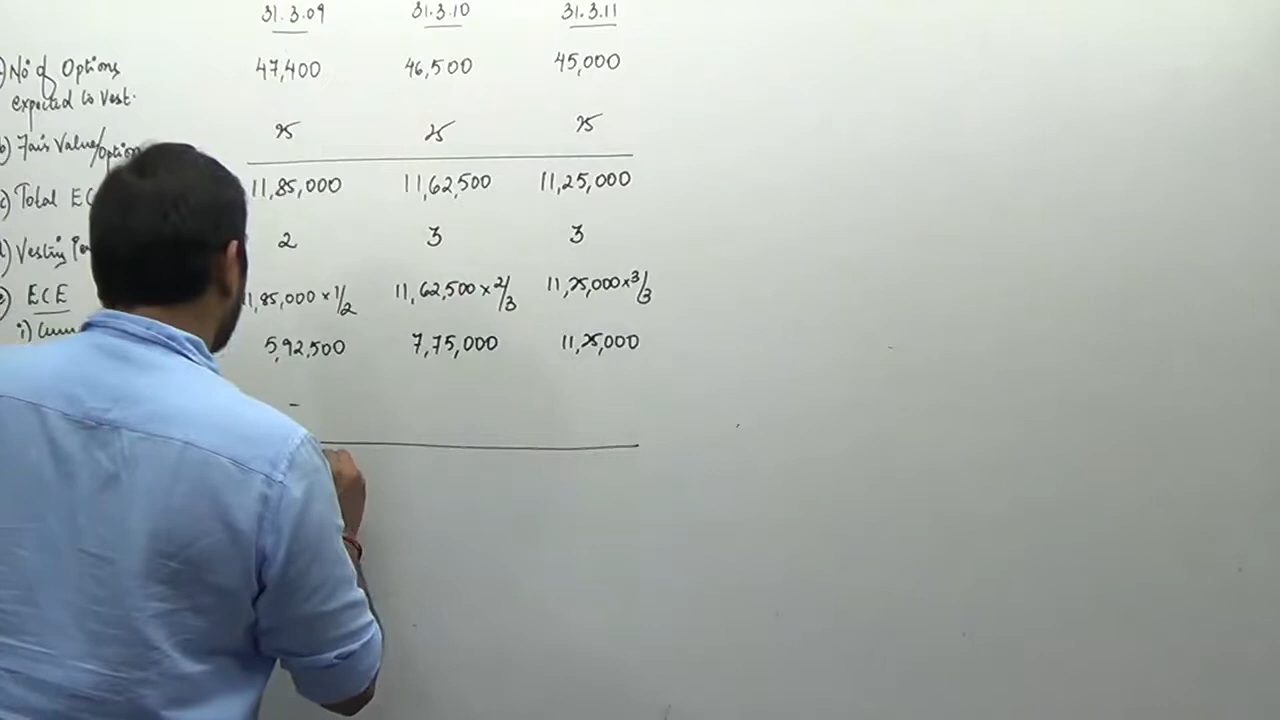 31.3.09 31.3.10 31.3.11
) No of Options 47,400 46,500 45,000
expected to Vest.
b) Fair Value/Option 25 25 25
c) Total EC 11,85,000 11,62,500 11,25,000
d) Vesting Pe 2 3 3
e) ECE 11,85,000 x 1/2 11,62,500 x 2/3 11,25,000 x 3/3
i) Cum 5,92,500 7,75,000 11,25,000
-